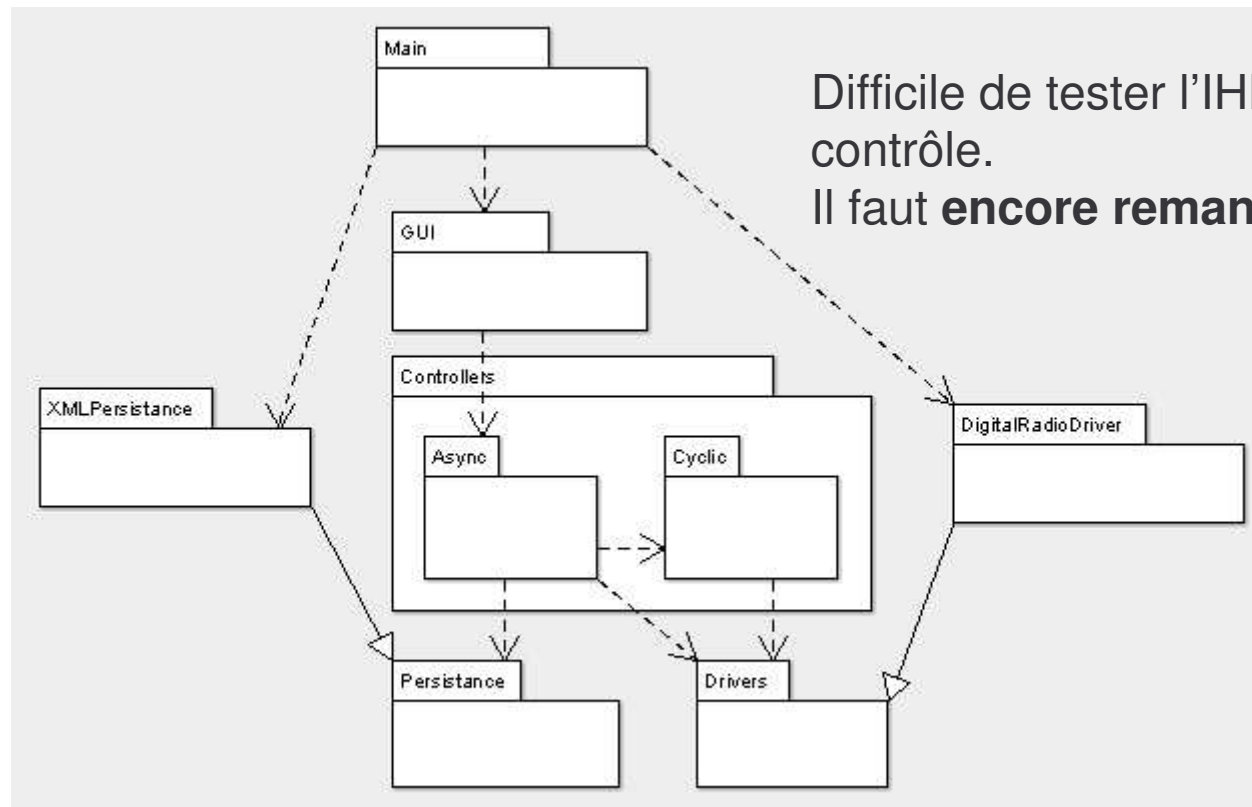 Main
Difficile de tester l'IH
contrôle.
Il faut encore reman
GUI
Controllers
XMLPersistance
DigitalRadioDriver
Async
Cyclic
Persistance
Drivers